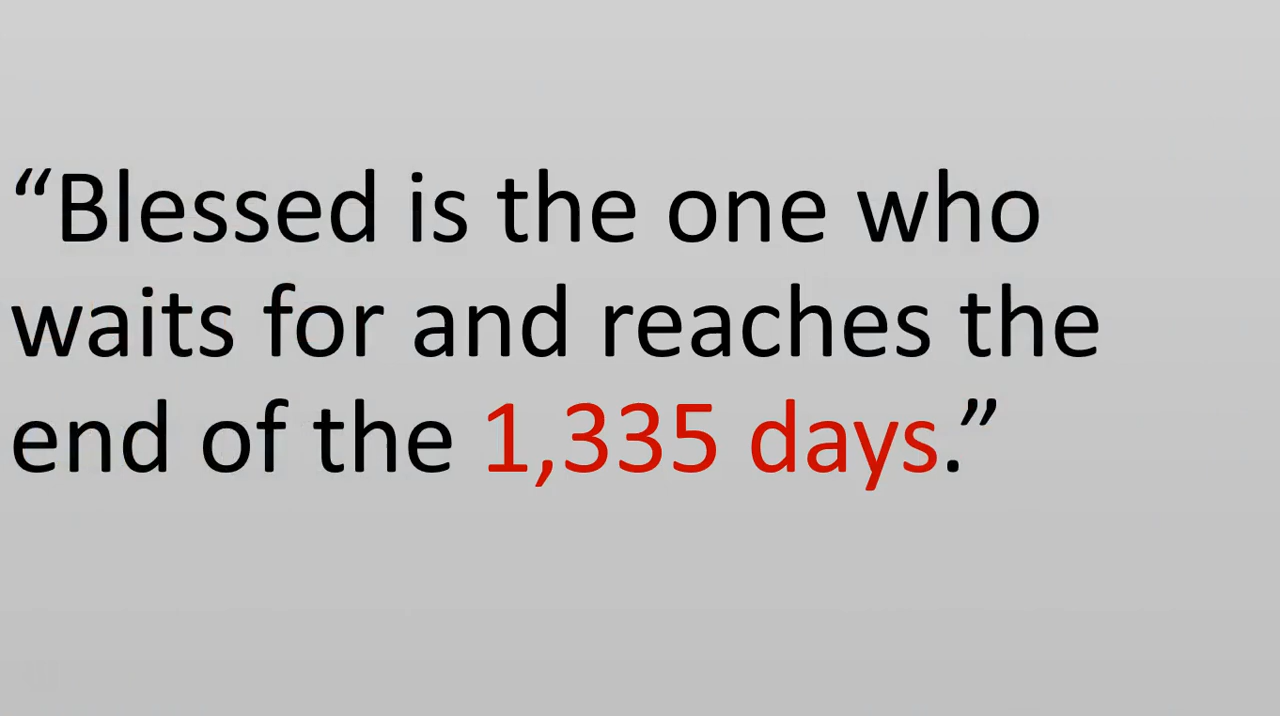 “Blessed is the one who
waits for and reaches the
end of the 1,335 days.”